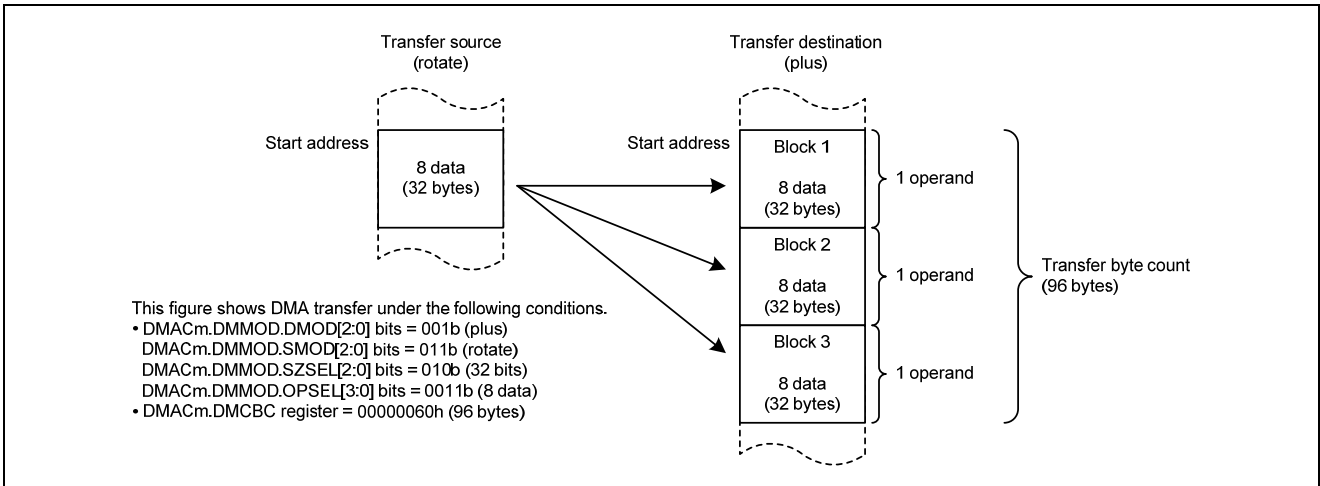 Transfer source
(rotate)
Transfer destination
(plus)
Start address
8 data
(32 bytes)
Start address
Block 1
8 data
(32 bytes)
1 operand
Block 2
8 data
(32 bytes)
1 operand
Block 3
8 data
(32 bytes)
1 operand
Transfer byte count
(96 bytes)
This figure shows DMA transfer under the following conditions.
• DMACm.DMMOD.DMOD[2:0] bits = 001b (plus)
DMACm.DMMOD.SMOD[2:0] bits = 011b (rotate)
DMACm.DMMOD.SZSEL[2:0] bits = 010b (32 bits)
DMACm.DMMOD.OPSEL[3:0] bits = 0011b (8 data)
• DMACm.DMCBC register = 00000060h (96 bytes)